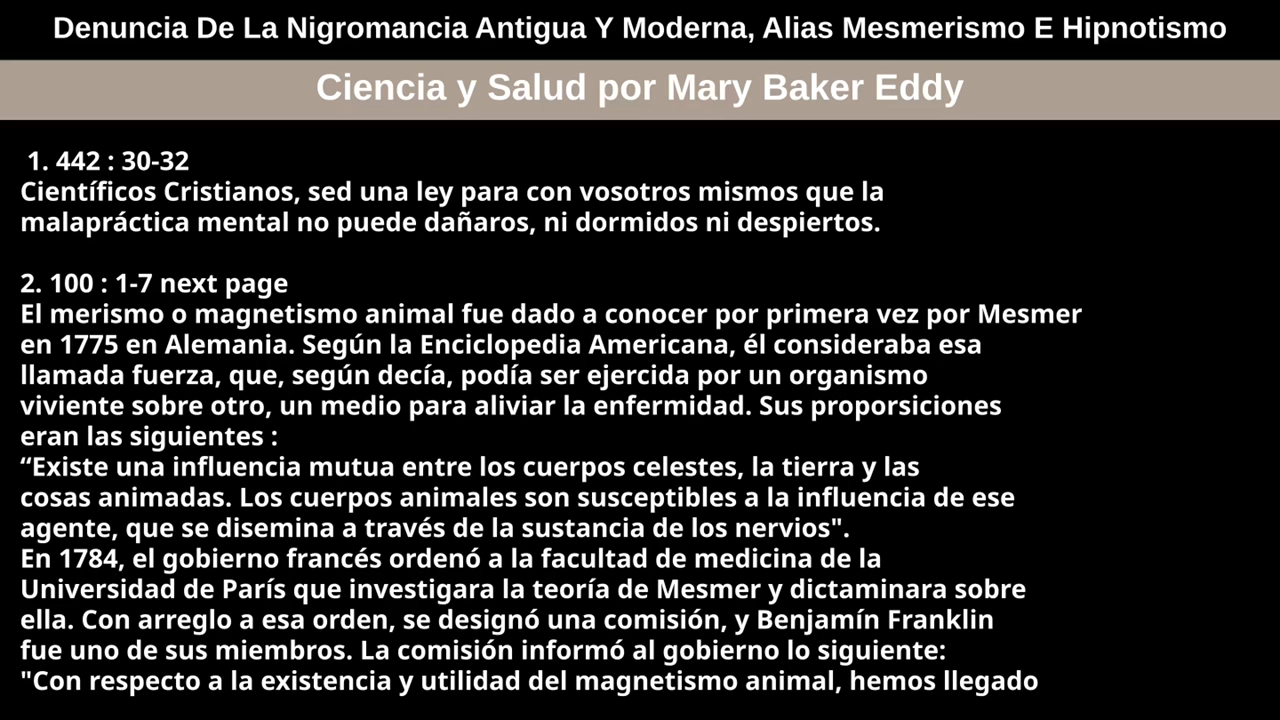 Denuncia De La Nigromancia Antigua Y Moderna, Alias Mesmerismo E Hipnotismo
Ciencia y Salud por Mary Baker Eddy
1. 442 : 30-32
Científicos Cristianos, sed una ley para con vosotros mismos que la
malapráctica mental no puede dañaros, ni dormidos ni despiertos.
2. 100 : 1-7 next page
El merismo o magnetismo animal fue dado a conocer por primera vez por Mesmer
en 1775 en Alemania. Según la Enciclopedia Americana, él consideraba esa
llamada fuerza, que, según decía, podía ser ejercida por un organismo
viviente sobre otro, un medio para aliviar la enfermedad. Sus proporsiciones
eran las siguientes :
“Existe una influencia mutua entre los cuerpos celestes, la tierra y las
cosas animadas. Los cuerpos animales son susceptibles a la influencia de ese
agente, que se disemina a través de la sustancia de los nervios".
En 1784, el gobierno francés ordenó a la facultad de medicina de la
Universidad de París que investigara la teoría de Mesmer y dictaminara sobre
ella. Con arreglo a esa orden, se designó una comisión, y Benjamín Franklin
fue uno de sus miembros. La comisión informó al gobierno lo siguiente:
"Con respecto a la existencia y utilidad del magnetismo animal, hemos llegado